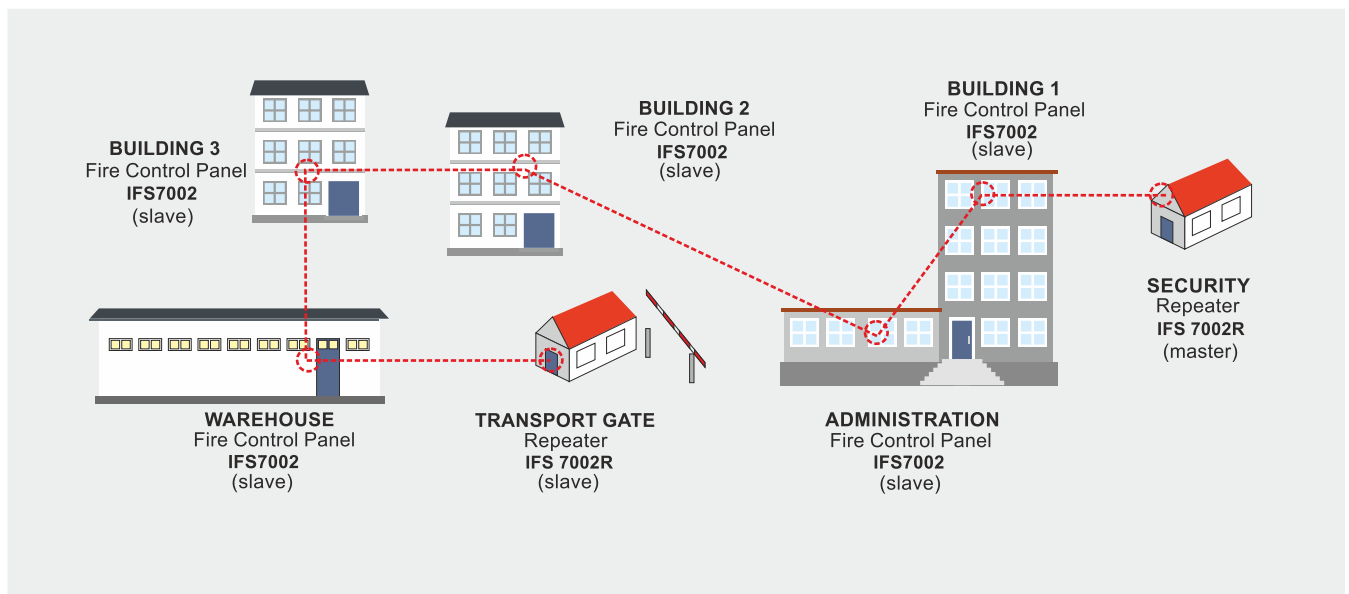 BUILDING 3
Fire Control Panel
IFS7002
(slave)
BUILDING 2
Fire Control Panel
IFS7002
(slave)
BUILDING 1
Fire Control Panel
IFS7002
(slave)
SECURITY
Repeater
IFS 7002R
(master)
WAREHOUSE
Fire Control Panel
IFS7002
(slave)
TRANSPORT GATE
Repeater
IFS 7002R
(slave)
ADMINISTRATION
Fire Control Panel
IFS7002
(slave)